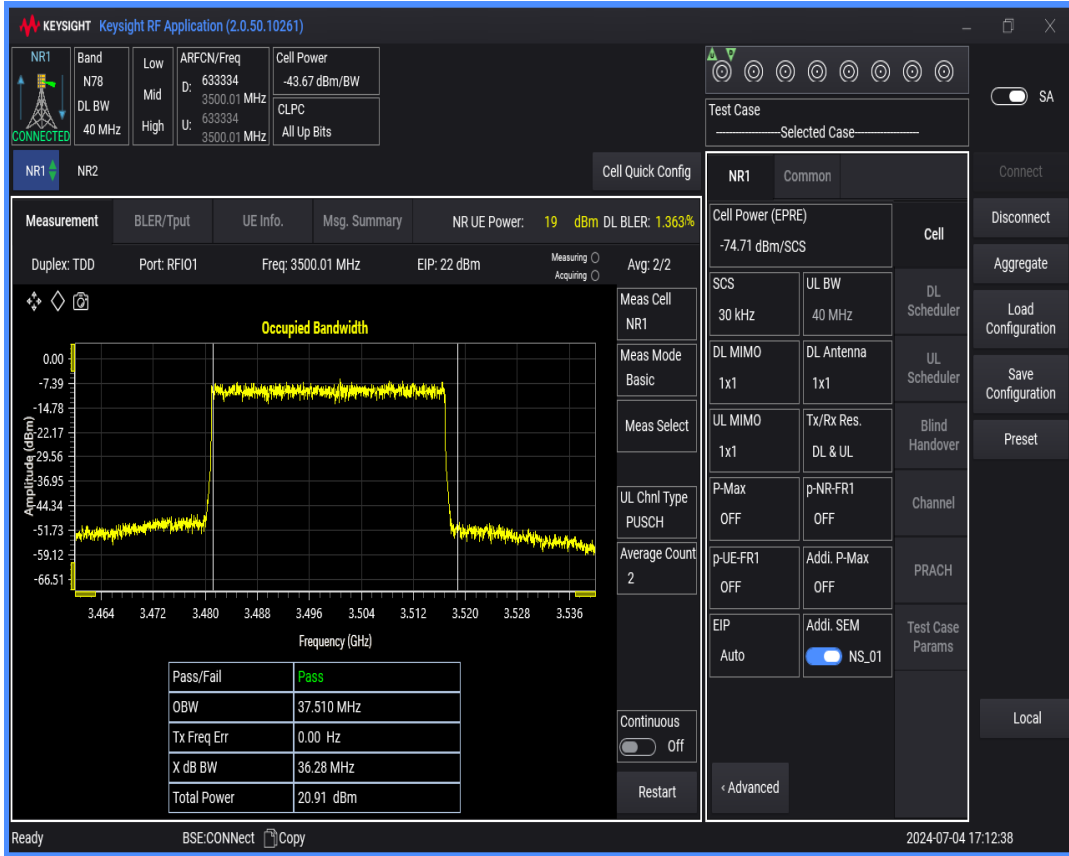 KEYSIGHT Keysight RF Application (2.0.50.10261)
NR1
CONNECTED
Band
N78
DL BW
40 MHz
Low
Mid
High
ARFCN/Freq
D: 633334
3500.01 MHz
U: 633334
3500.01 MHz
Cell Power
-43.67 dBm/BW
CLPC
All Up Bits
Test Case
--------------------Selected Case-----------------
SA
NR1
NR2
Cell Quick Config
Measurement BLER/Tput UE Info. Msg. Summary NR UE Power: 19 dBm DL BLER: 1.363%
Duplex: TDD Port: RFIO1 Freq: 3500.01 MHz EIP: 22 dBm Measuring Acquiring Avg: 2/2
Occupied Bandwidth
Amplitude (dBm)
0.00
-7.39
-14.78
-22.17
-29.56
-36.95
-44.34
-51.73
-59.12
-66.51
3.464 3.472 3.480 3.488 3.496 3.504 3.512 3.520 3.528 3.536
Frequency (GHz)
Pass/Fail Pass
OBW 37.510 MHz
Tx Freq Err 0.00 Hz
X dB BW 36.28 MHz
Total Power 20.91 dBm
Meas Cell
NR1
Meas Mode
Basic
Meas Select
UL Chnl Type
PUSCH
Average Count
2
Continuous
Off
Restart
NR1 Common
Cell Power (EPRE)
-74.71 dBm/SCS
SCS
30 kHz
UL BW
40 MHz
DL MIMO
1x1
DL Antenna
1x1
UL MIMO
1x1
Tx/Rx Res.
DL & UL
P-Max
OFF
p-NR-FR1
OFF
p-UE-FR1
OFF
Addi. P-Max
OFF
EIP
Auto
Addi. SEM
NS_01
‹ Advanced
Cell
DL
Scheduler
UL
Scheduler
Blind
Handover
Channel
PRACH
Test Case
Params
Connect
Disconnect
Aggregate
Load
Configuration
Save
Configuration
Preset
Local
Ready BSE:CONNect Copy 2024-07-04 17:12:38